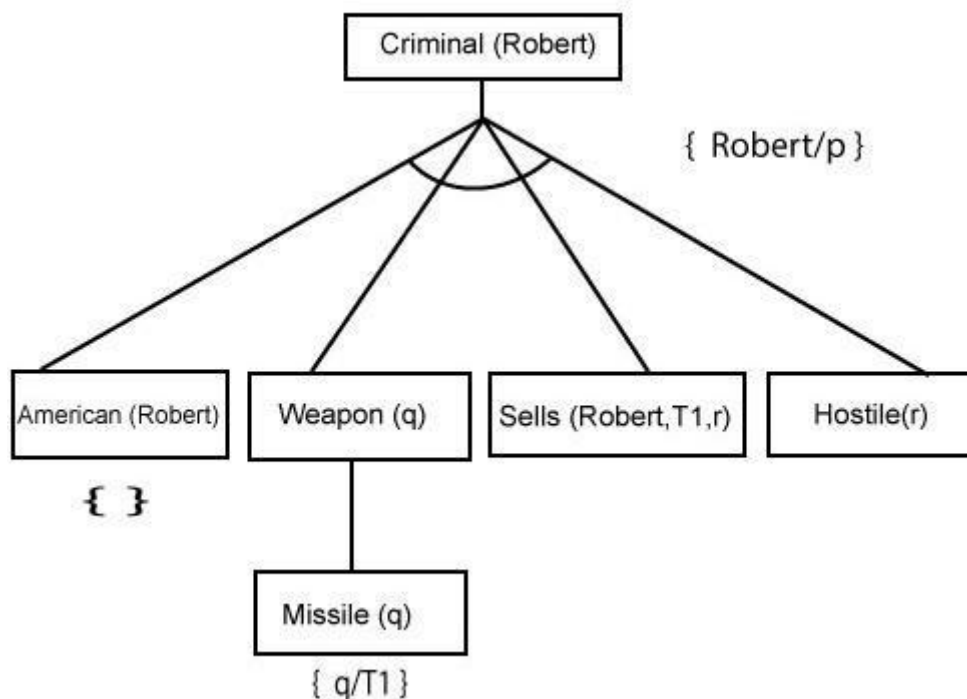 Criminal (Robert)
{ Robert/p }
American (Robert)
Weapon (q)
Sells (Robert,T1,r)
Hostile(r)
{ }
Missile (q)
{ q/T1 }